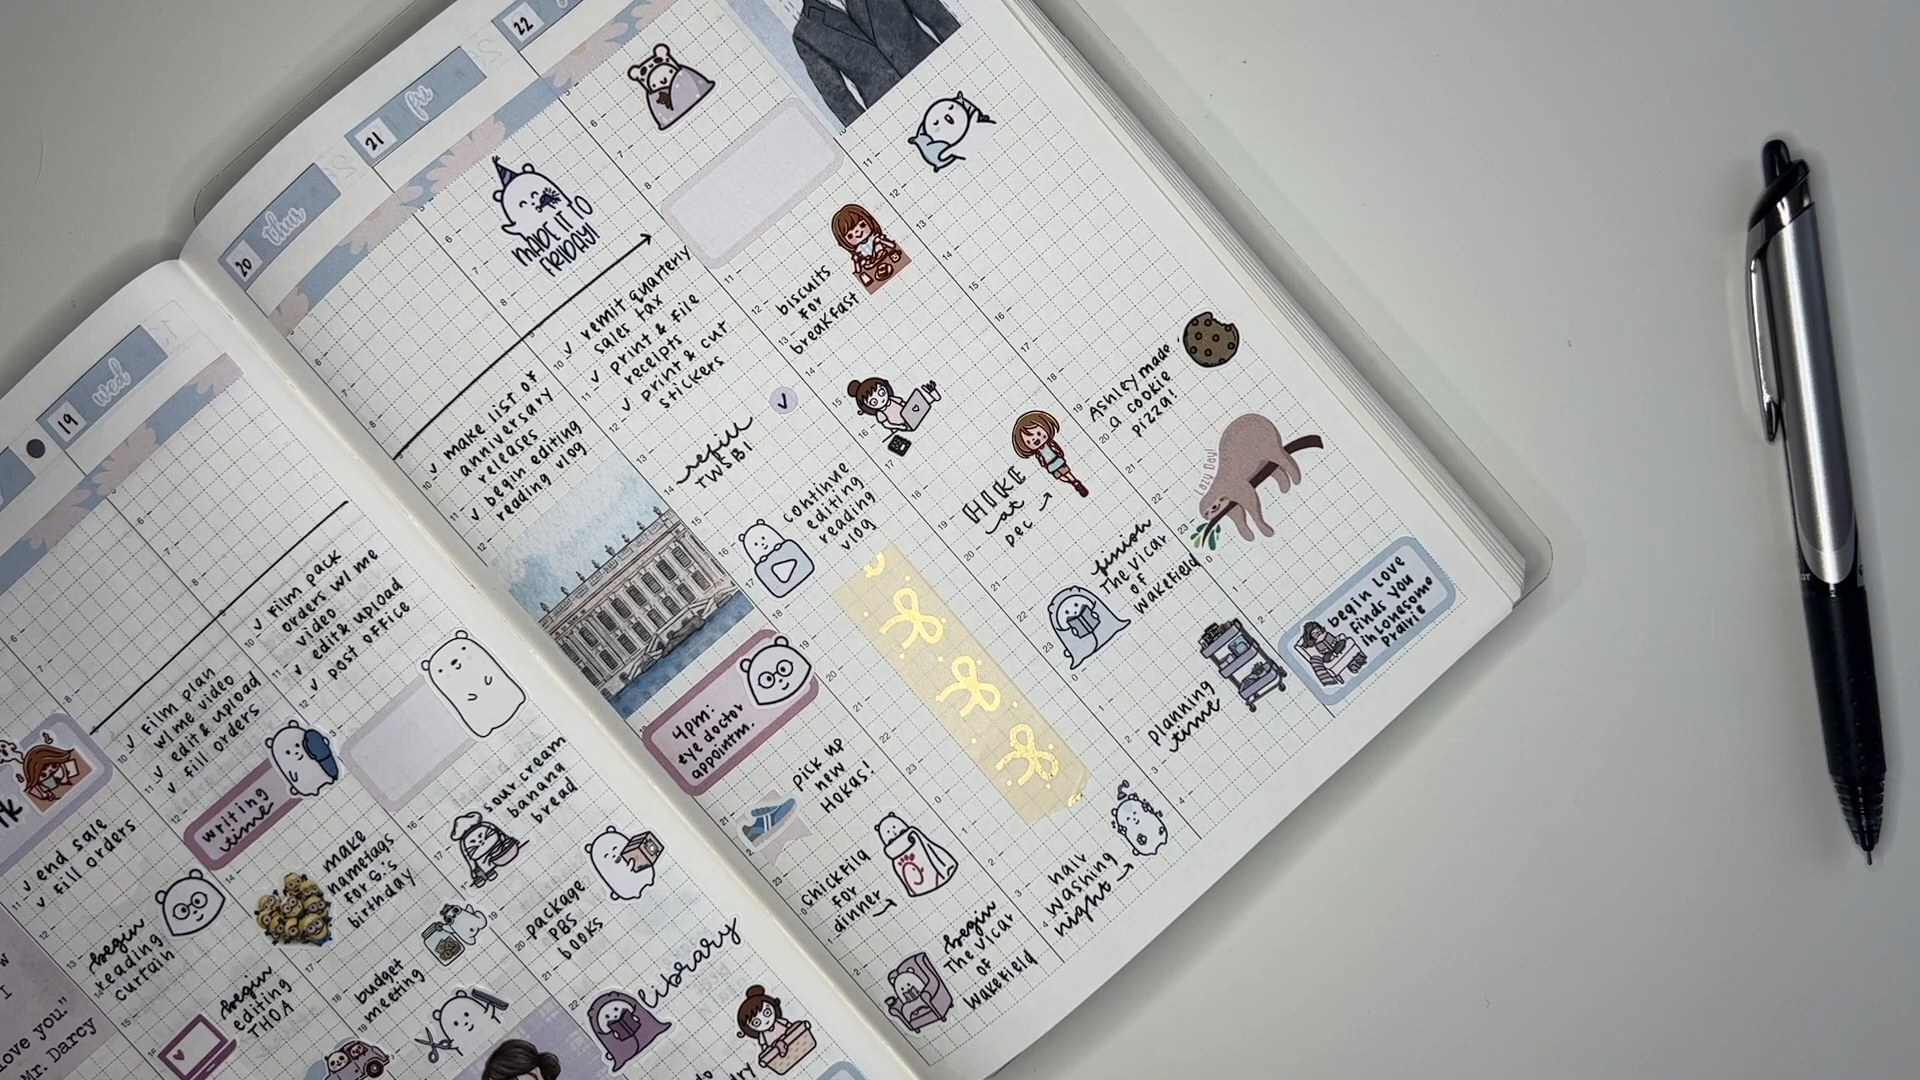 19
wed
film plan
w/ me video
✓ edit & upload
✓ fill orders
✓ end sale
✓ fill orders
writing
time
begin
reading
curtain
begin
editing
THOA
I
love you."
Mr. Darcy
✓ film pack
orders w/ me
video
✓ edit & upload
✓ post office
make
nametags
for G.'s
birthday
budget
meeting
sour cream
banana
bread
package
PBS
books
library
20
thur
✓ make list of
anniversary
releases
✓ begin editing
reading vlog
4pm:
eye doctor
appointm.
pick up
new
HOKAS!
chickfila
for
dinner
begin
The Vicar
of
Wakefield
21
fri
MADE IT TO
FRIDAY!
✓ remit quarterly
sales tax
✓ print & file
receipts
✓ print & cut
stickers
refill
TWSBI
✓
continue
editing
reading
vlog
hair
washing
night
22
biscuits
for
breakfast
HIKE
at
pec
finish
The Vicar
of
Wakefield
planning
time
Ashley made
a cookie
pizza!
Lazy Day!
begin Love
Finds You
in Lonesome
Prairie